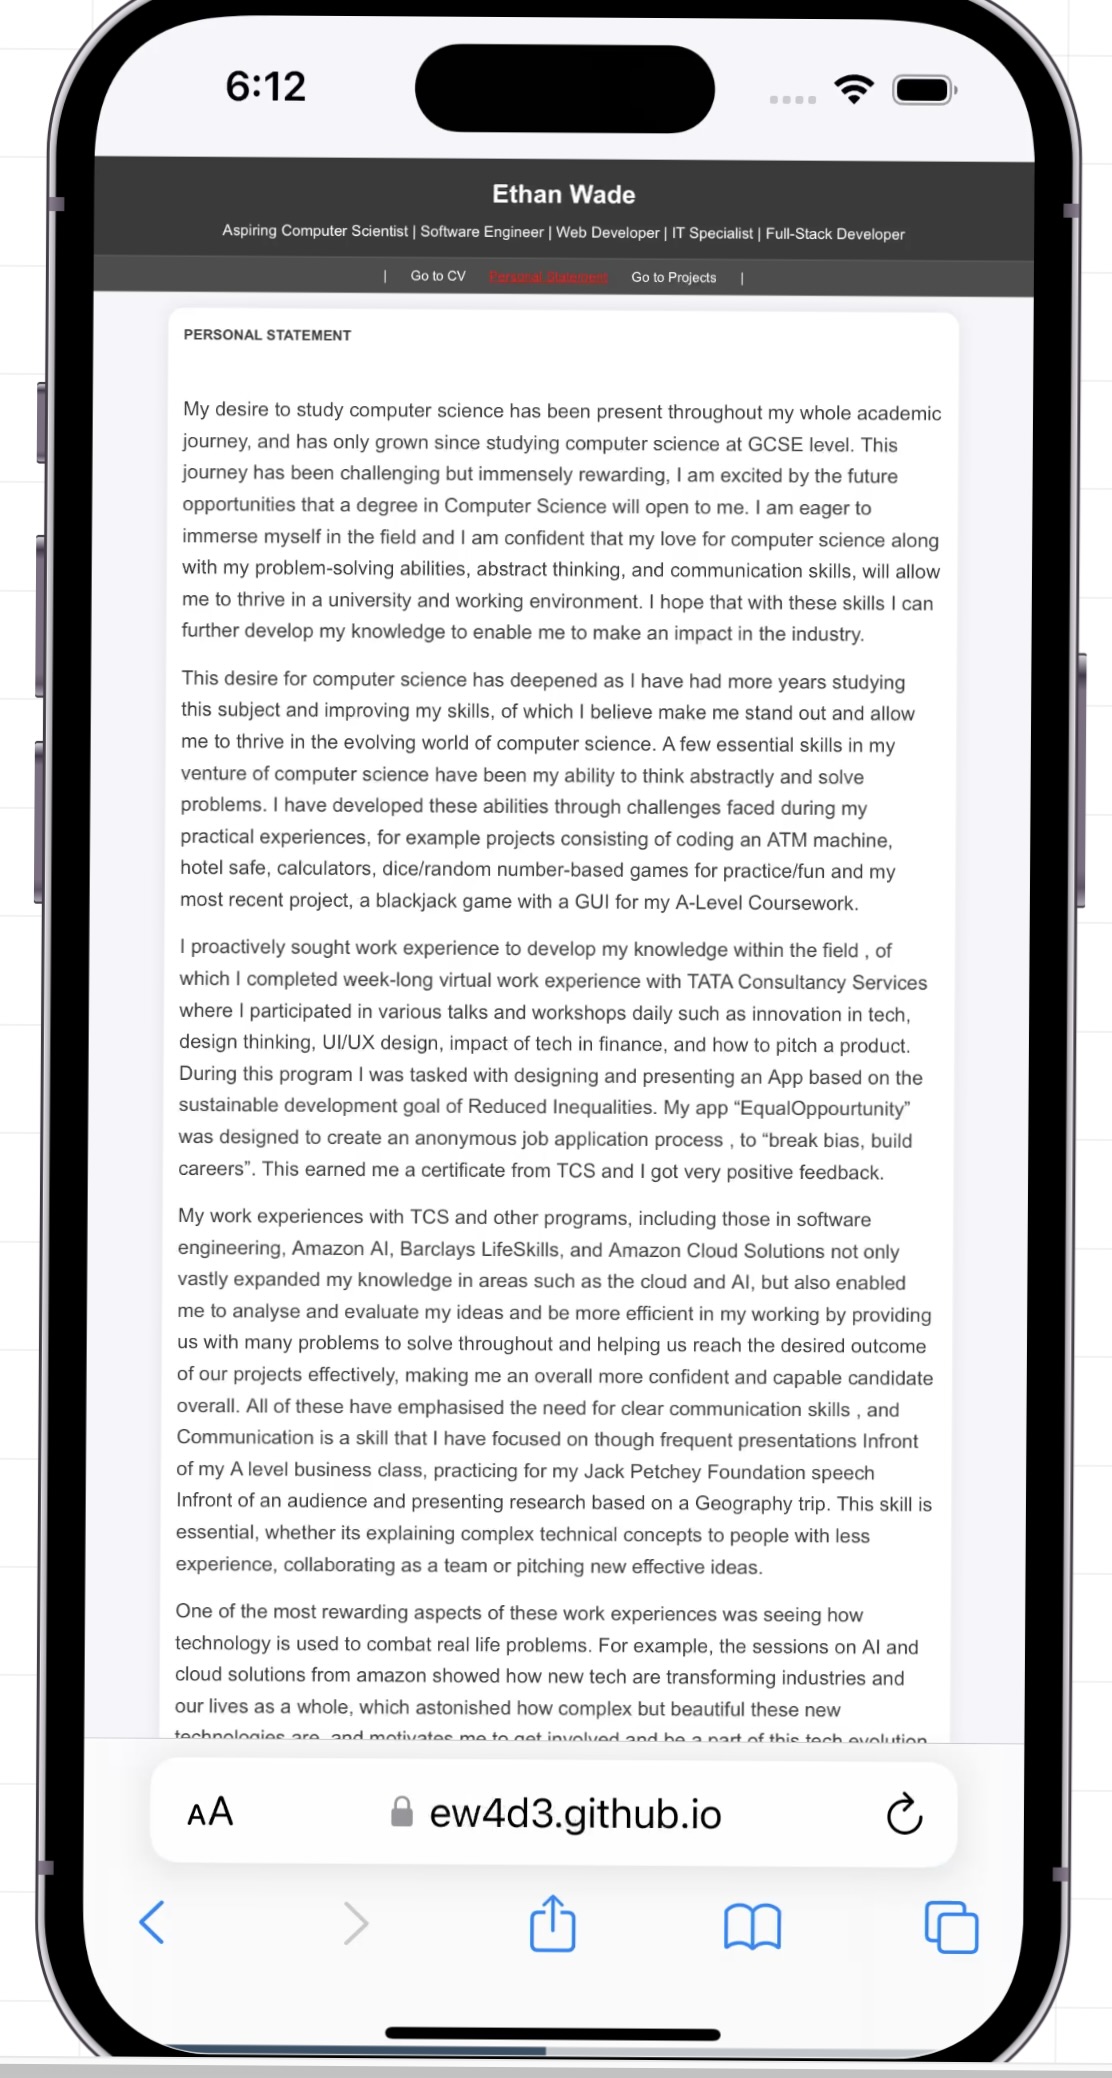 6:12
Ethan Wade
Aspiring Computer Scientist | Software Engineer | Web Developer | IT Specialist | Full-Stack Developer
| Go to CV Personal Statement Go to Projects |
PERSONAL STATEMENT
My desire to study computer science has been present throughout my whole academic
journey, and has only grown since studying computer science at GCSE level. This
journey has been challenging but immensely rewarding, I am excited by the future
opportunities that a degree in Computer Science will open to me. I am eager to
immerse myself in the field and I am confident that my love for computer science along
with my problem-solving abilities, abstract thinking, and communication skills, will allow
me to thrive in a university and working environment. I hope that with these skills I can
further develop my knowledge to enable me to make an impact in the industry.
This desire for computer science has deepened as I have had more years studying
this subject and improving my skills, of which I believe make me stand out and allow
me to thrive in the evolving world of computer science. A few essential skills in my
venture of computer science have been my ability to think abstractly and solve
problems. I have developed these abilities through challenges faced during my
practical experiences, for example projects consisting of coding an ATM machine,
hotel safe, calculators, dice/random number-based games for practice/fun and my
most recent project, a blackjack game with a GUI for my A-Level Coursework.
I proactively sought work experience to develop my knowledge within the field , of
which I completed week-long virtual work experience with TATA Consultancy Services
where I participated in various talks and workshops daily such as innovation in tech,
design thinking, UI/UX design, impact of tech in finance, and how to pitch a product.
During this program I was tasked with designing and presenting an App based on the
sustainable development goal of Reduced Inequalities. My app “EqualOppourtunity”
was designed to create an anonymous job application process , to “break bias, build
careers”. This earned me a certificate from TCS and I got very positive feedback.
My work experiences with TCS and other programs, including those in software
engineering, Amazon AI, Barclays LifeSkills, and Amazon Cloud Solutions not only
vastly expanded my knowledge in areas such as the cloud and AI, but also enabled
me to analyse and evaluate my ideas and be more efficient in my working by providing
us with many problems to solve throughout and helping us reach the desired outcome
of our projects effectively, making me an overall more confident and capable candidate
overall. All of these have emphasised the need for clear communication skills , and
Communication is a skill that I have focused on though frequent presentations Infront
of my A level business class, practicing for my Jack Petchey Foundation speech
Infront of an audience and presenting research based on a Geography trip. This skill is
essential, whether its explaining complex technical concepts to people with less
experience, collaborating as a team or pitching new effective ideas.
One of the most rewarding aspects of these work experiences was seeing how
technology is used to combat real life problems. For example, the sessions on AI and
cloud solutions from amazon showed how new tech are transforming industries and
our lives as a whole, which astonished how complex but beautiful these new
technologies are, and motivates me to get involved and be a part of this tech evolution
AA ew4d3.github.io